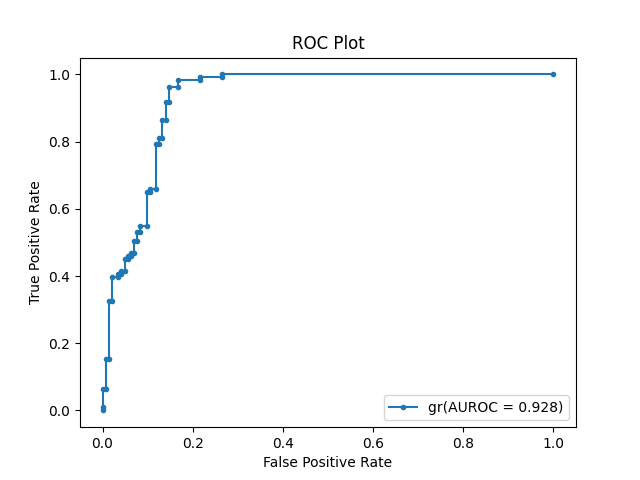 ROC Plot
True Positive Rate
1.0
0.8
0.6
0.4
0.2
0.0
gr(AUROC = 0.928)
0.0 0.2 0.4 0.6 0.8 1.0
False Positive Rate